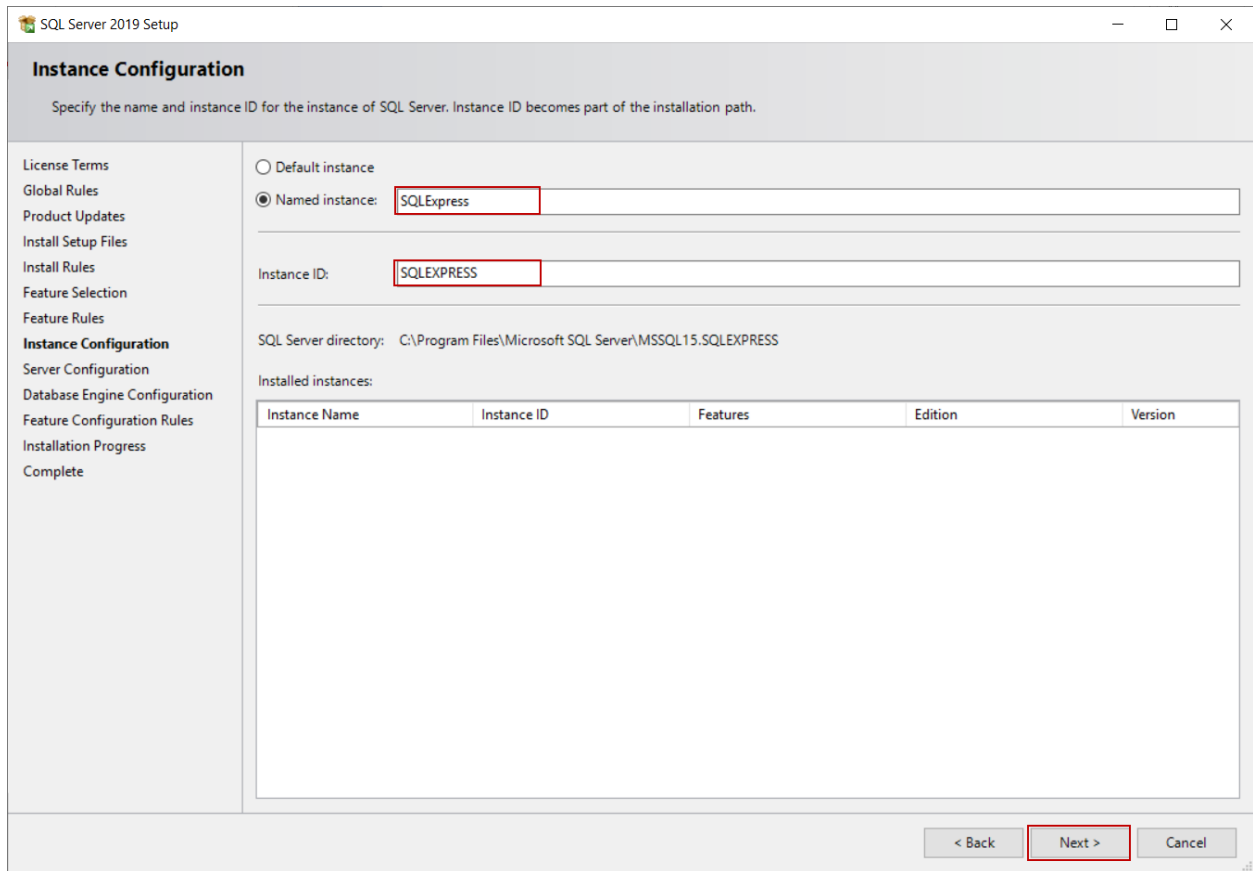 SQL Server 2019 Setup
Instance Configuration
Specify the name and instance ID for the instance of SQL Server. Instance ID becomes part of the installation path.
License Terms
Global Rules
Product Updates
Install Setup Files
Install Rules
Feature Selection
Feature Rules
Instance Configuration
Server Configuration
Database Engine Configuration
Feature Configuration Rules
Installation Progress
Complete
Default instance
Named instance: SQLExpress
Instance ID: SQLEXPRESS
SQL Server directory: C:\Program Files\Microsoft SQL Server\MSSQL15.SQLEXPRESS
Installed instances:
Instance Name Instance ID Features Edition Version
< Back Next > Cancel